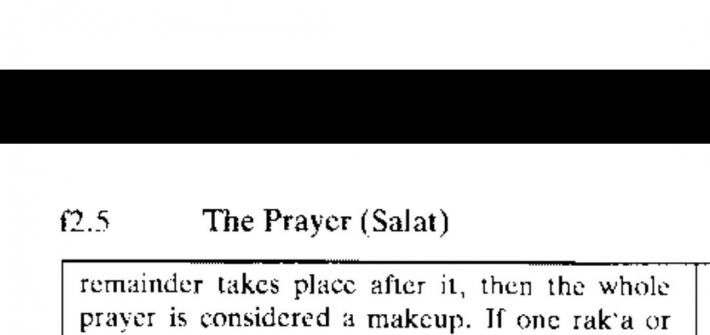 f2.5 The Prayer (Salat)
remainder takes place after it, then the whole
prayer is considered a makeup. If one rak'a or